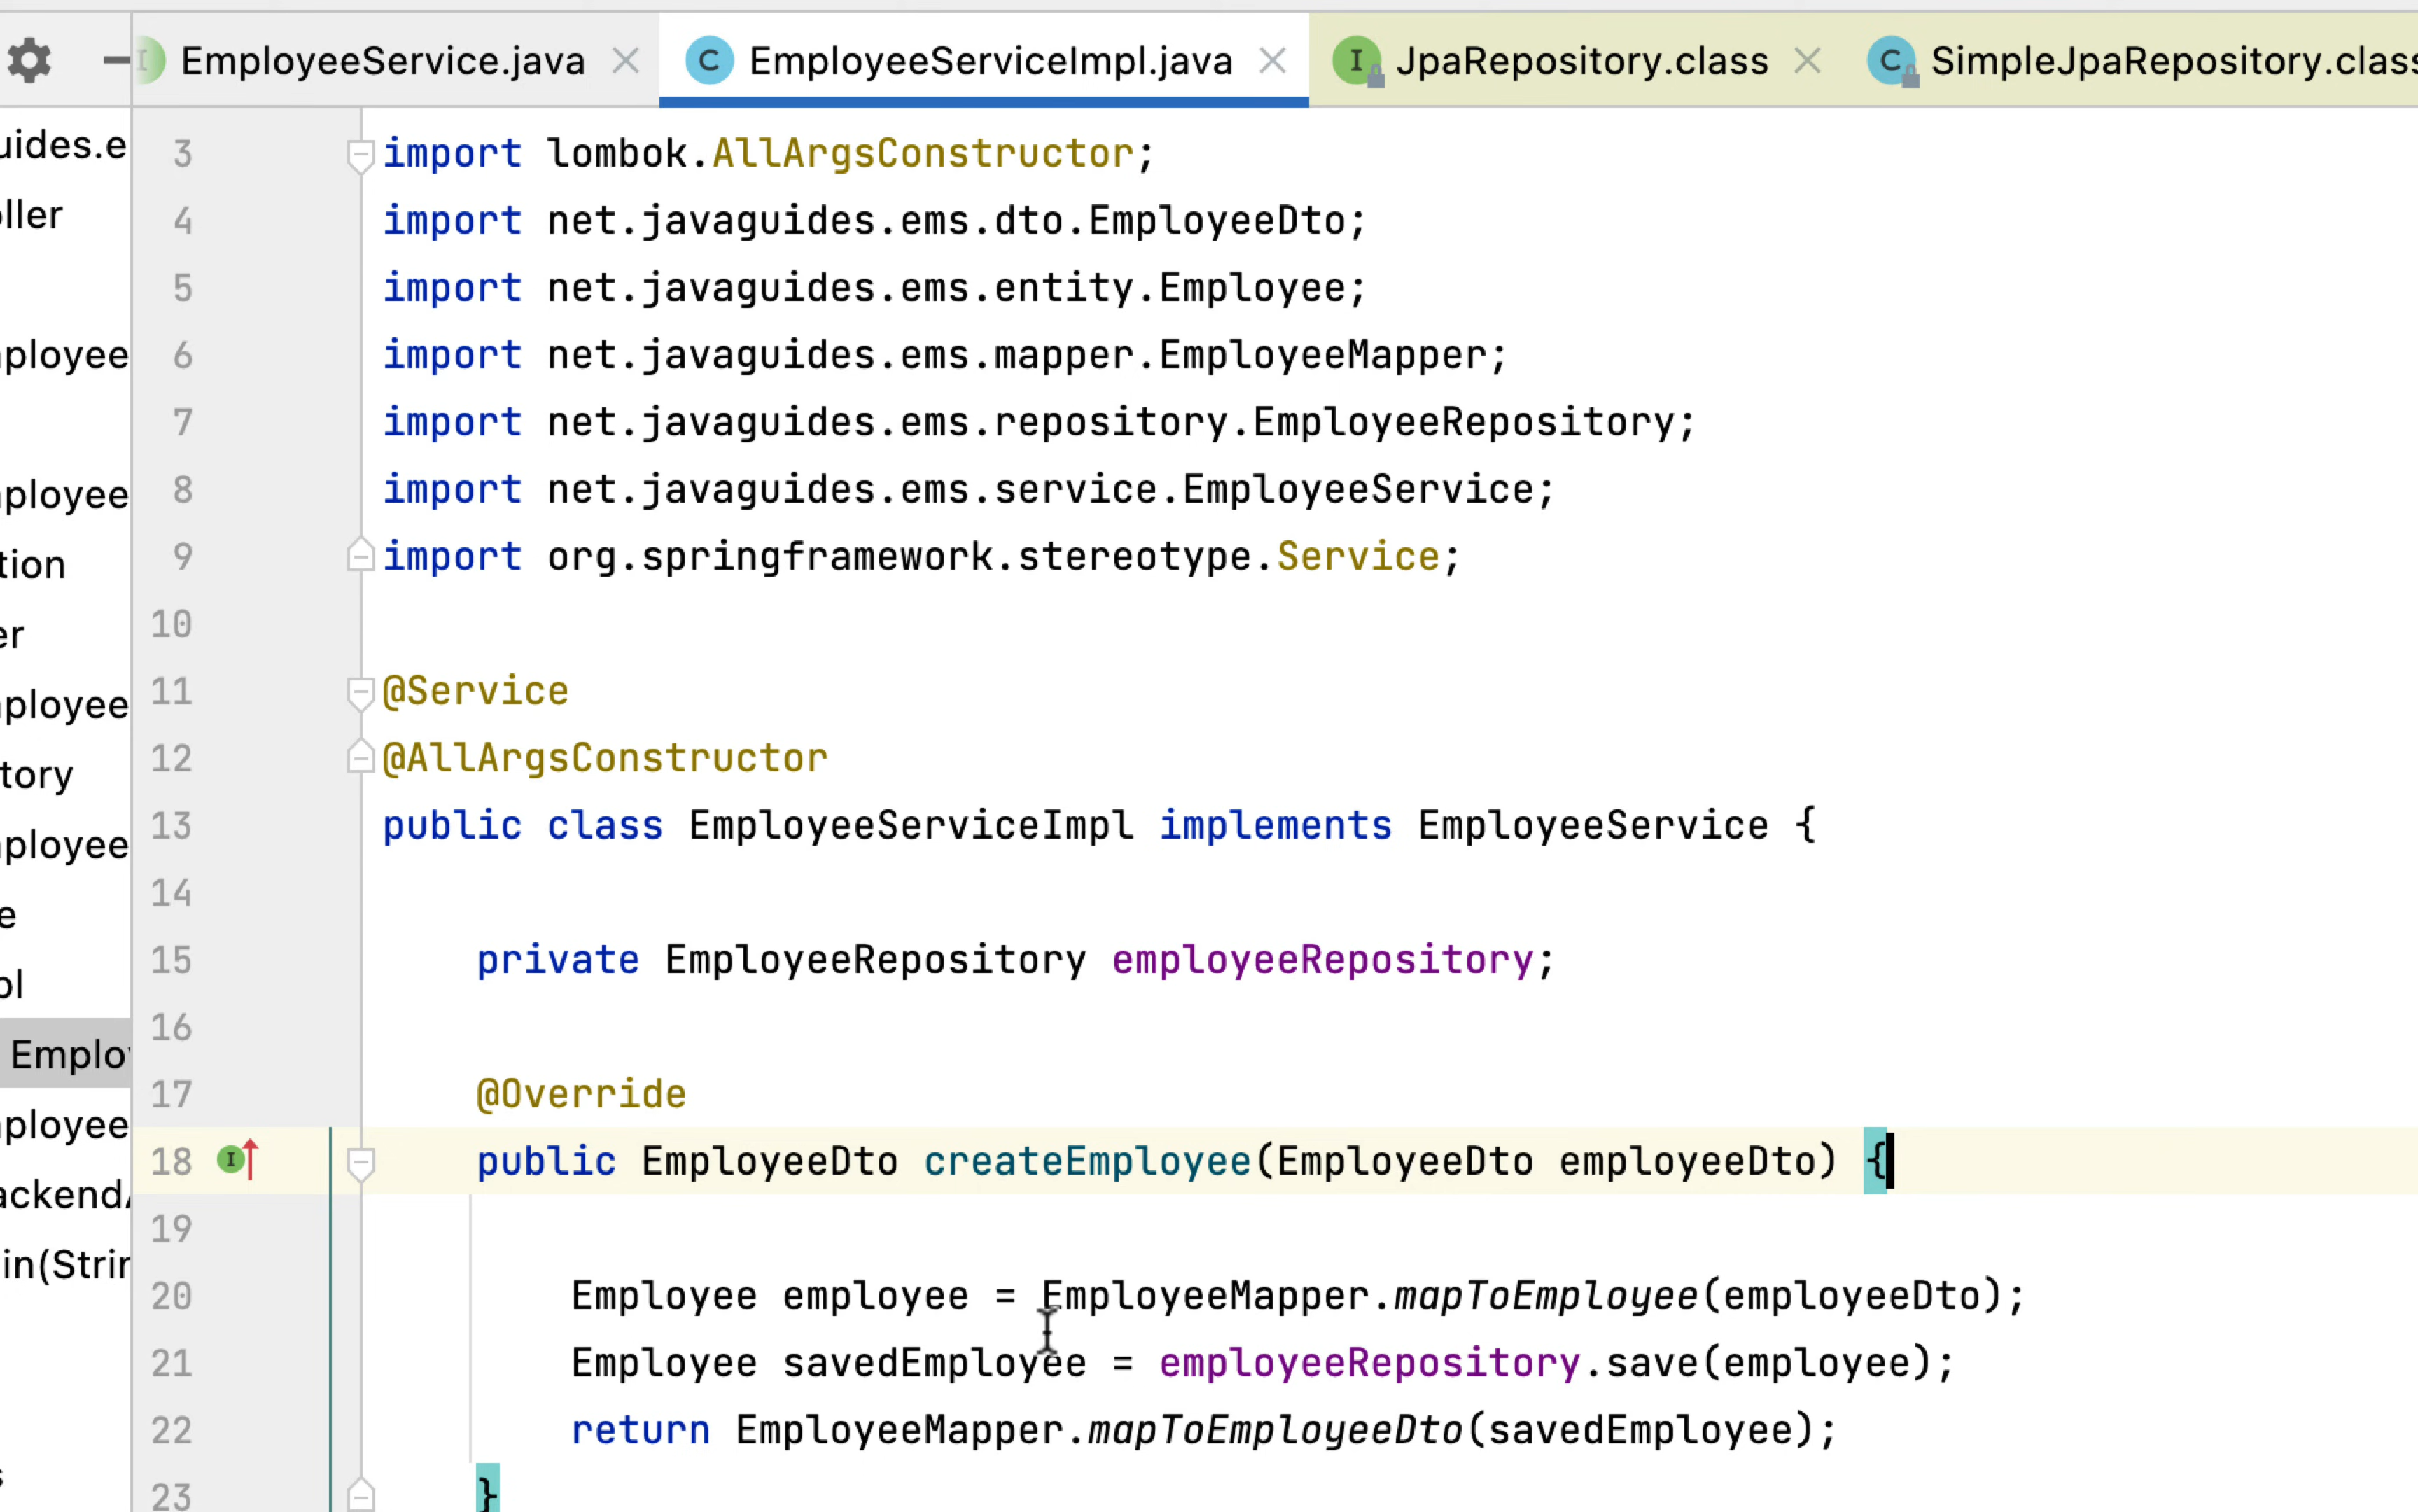 EmployeeService.java EmployeeServiceImpl.java JpaRepository.class SimpleJpaRepository.class
3 import lombok.AllArgsConstructor;
4 import net.javaguides.ems.dto.EmployeeDto;
5 import net.javaguides.ems.entity.Employee;
6 import net.javaguides.ems.mapper.EmployeeMapper;
7 import net.javaguides.ems.repository.EmployeeRepository;
8 import net.javaguides.ems.service.EmployeeService;
9 import org.springframework.stereotype.Service;
10
11 @Service
12 @AllArgsConstructor
13 public class EmployeeServiceImpl implements EmployeeService {
14
15 private EmployeeRepository employeeRepository;
16
17 @Override
18 public EmployeeDto createEmployee(EmployeeDto employeeDto) {
19
20 Employee employee = EmployeeMapper.mapToEmployee(employeeDto);
21 Employee savedEmployee = employeeRepository.save(employee);
22 return EmployeeMapper.mapToEmployeeDto(savedEmployee);
23 }